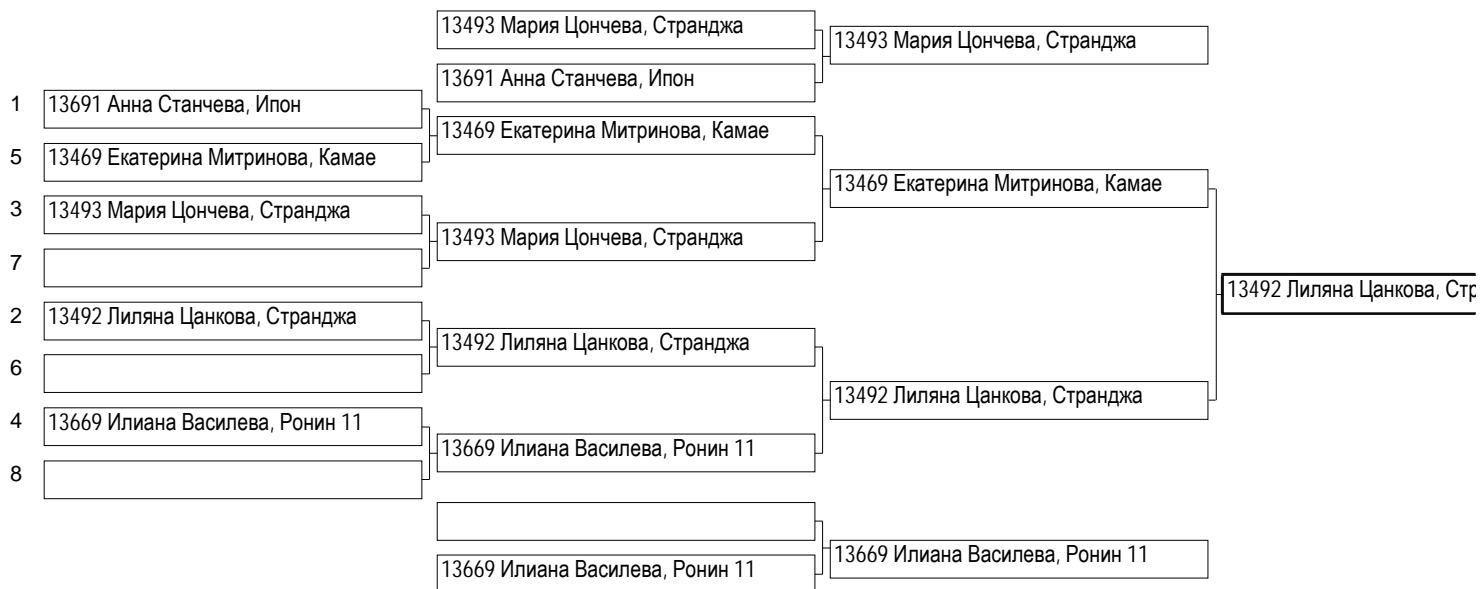 13493 Мария Цончева, Странджа
13691 Анна Станчева, Ипон
13493 Мария Цончева, Странджа
1 13691 Анна Станчева, Ипон
5 13469 Екатерина Митринова, Камае
3 13493 Мария Цончева, Странджа
7
2 13492 Лиляна Цанкова, Странджа
6
4 13669 Илиана Василева, Ронин 11
8
13469 Екатерина Митринова, Камае
13493 Мария Цончева, Странджа
13492 Лиляна Цанкова, Странджа
13669 Илиана Василева, Ронин 11
13469 Екатерина Митринова, Камае
13492 Лиляна Цанкова, Странджа
13492 Лиляна Цанкова, Стр
13669 Илиана Василева, Ронин 11
13669 Илиана Василева, Ронин 11